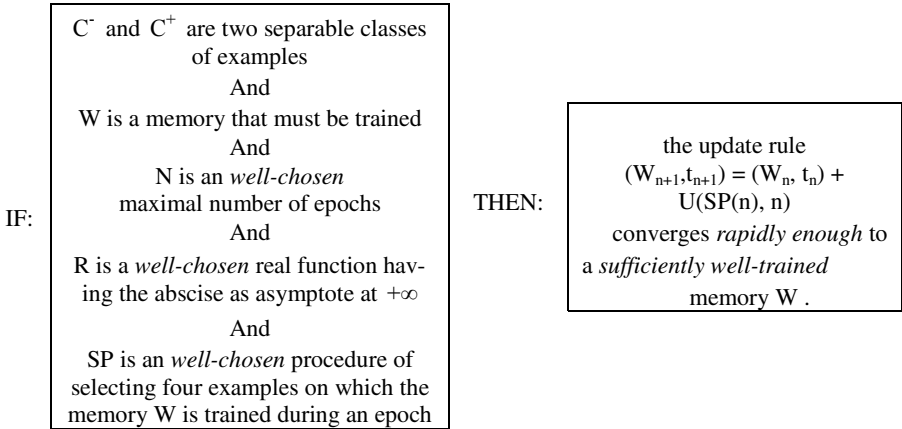 IF:
C- and C+ are two separable classes
of examples
And
W is a memory that must be trained
And
N is an well-chosen
maximal number of epochs
And
R is a well-chosen real function hav-
ing the abscise as asymptote at +∞
And
SP is an well-chosen procedure of
selecting four examples on which the
memory W is trained during an epoch
THEN:
the update rule
(Wn+1,tn+1) = (Wn, tn) +
U(SP(n), n)
converges rapidly enough to
a sufficiently well-trained
memory W .